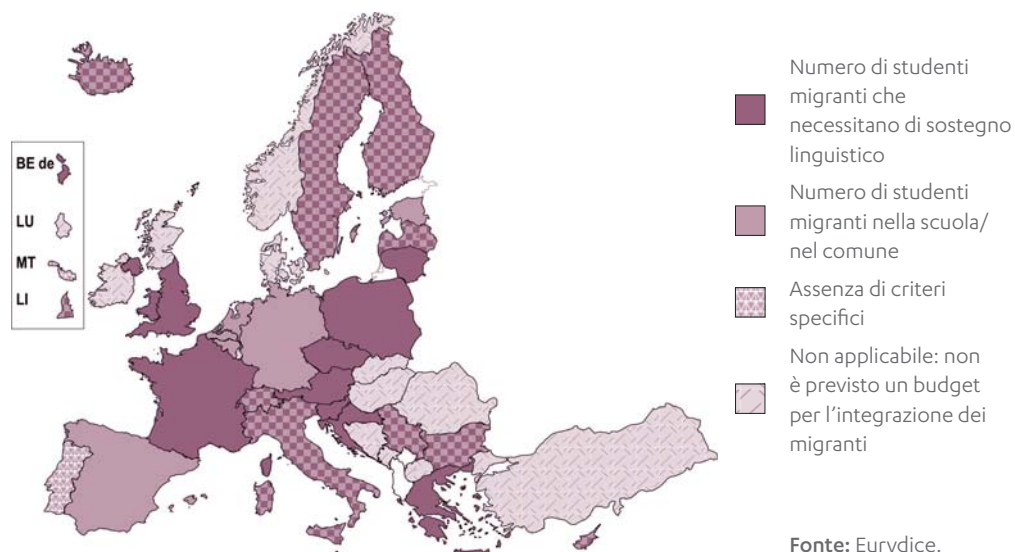 BE de
LU
MT
LI
Numero di studenti
migranti che
necessitano di sostegno
linguistico
Numero di studenti
migranti nella scuola/
nel comune
Assenza di criteri
specifici
Non applicabile: non
è previsto un budget
per l’integrazione dei
migranti
Fonte: Eurydice.